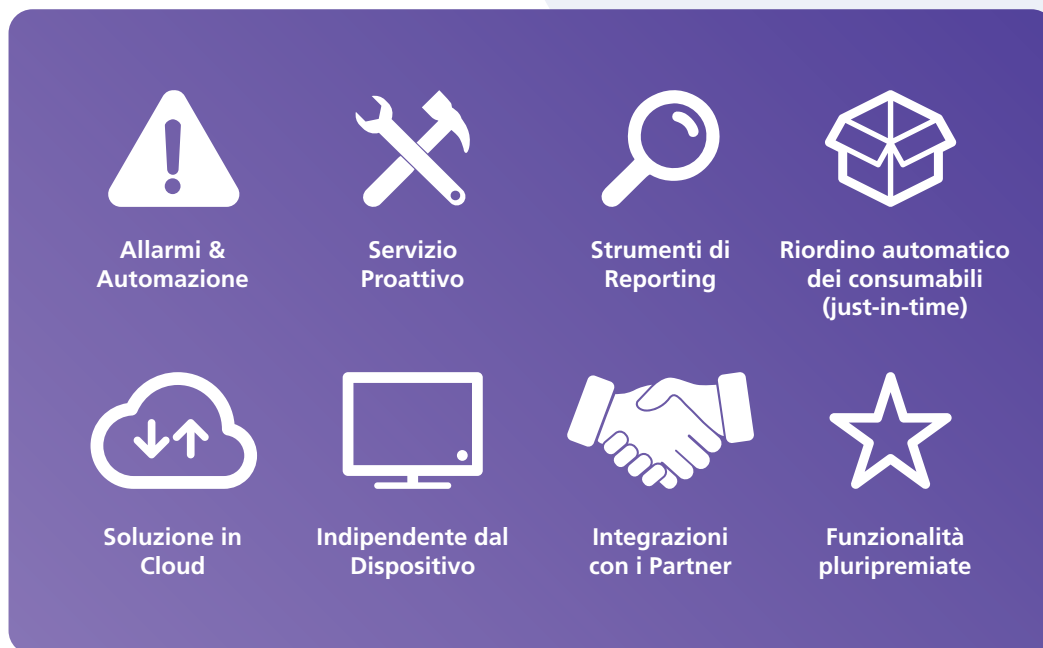 Allarmi &
Automazione
Servizio
Proattivo
Strumenti di
Reporting
Riordino automatico
dei consumabili
(just-in-time)
Soluzione in
Cloud
Indipendente dal
Dispositivo
Integrazioni
con i Partner
Funzionalità
pluripremiate